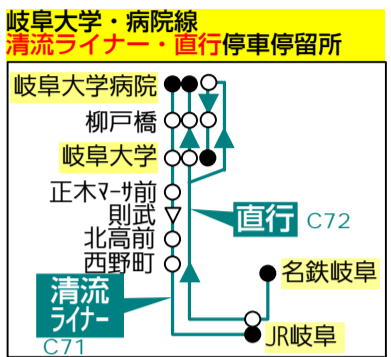 岐阜大学・病院線
清流ライナー・直行停車停留所
岐阜大学病院
柳戸橋
岐阜大学
正木ﾏｰｻ前
則武
北高前
西野町
直行 C72
名鉄岐阜
清流
ﾗｲﾅｰ
C71
JR岐阜